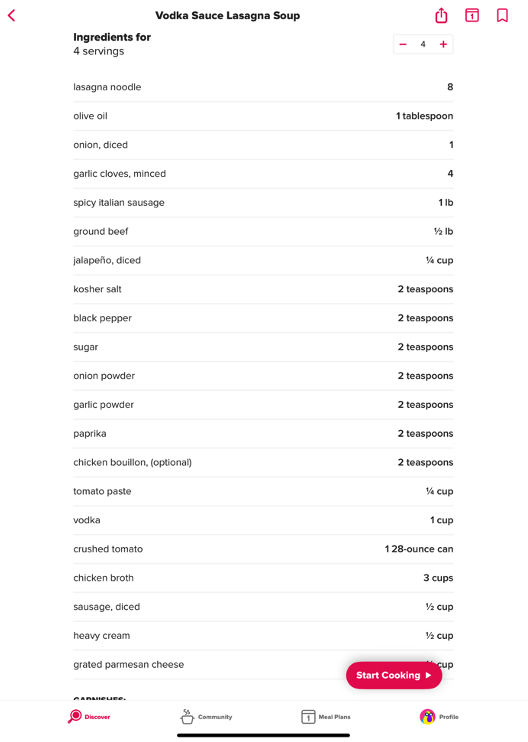 Vodka Sauce Lasagna Soup
1
Ingredients for
4 servings
− 4 +
lasagna noodle 8
olive oil 1 tablespoon
onion, diced 1
garlic cloves, minced 4
spicy italian sausage 1 lb
ground beef ½ lb
jalapeño, diced ¼ cup
kosher salt 2 teaspoons
black pepper 2 teaspoons
sugar 2 teaspoons
onion powder 2 teaspoons
garlic powder 2 teaspoons
paprika 2 teaspoons
chicken bouillon, (optional) 2 teaspoons
tomato paste ¼ cup
vodka 1 cup
crushed tomato 1 28-ounce can
chicken broth 3 cups
sausage, diced ½ cup
heavy cream ½ cup
grated parmesan cheese cup
Start Cooking
GARNISHES:
Discover
Community
1 Meal Plans
Profile